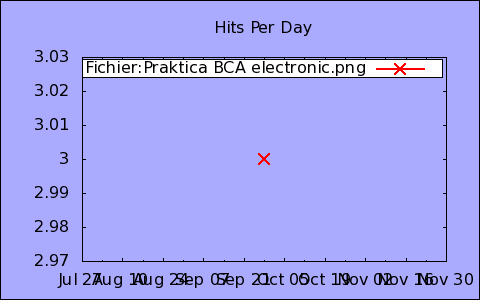 Hits Per Day
3.03
Fichier:Praktica BCA electronic.png
3.02
3.01
3
2.99
2.98
2.97
Jul 27 Aug 10 Aug 24 Sep 07 Sep 21 Oct 05 Oct 19 Nov 02 Nov 16 Nov 30